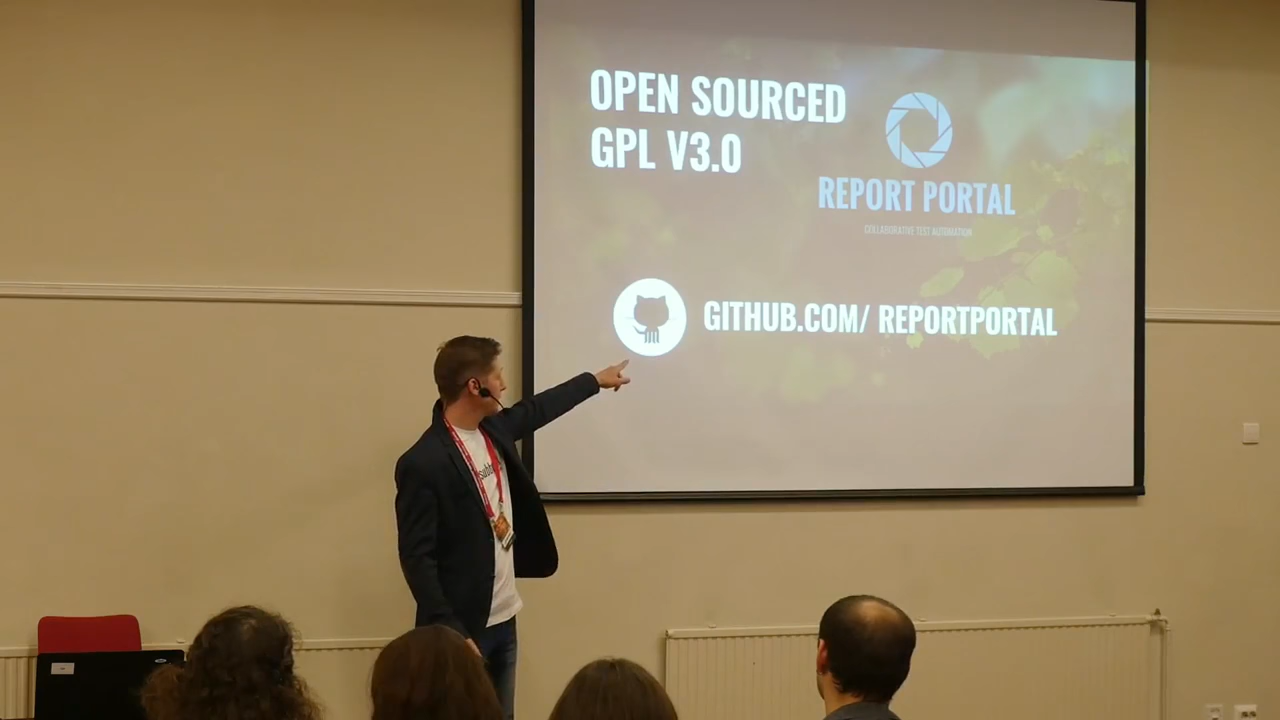 OPEN SOURCED
GPL V3.0
REPORT PORTAL
COLLABORATIVE TEST AUTOMATION
GITHUB.COM/ REPORTPORTAL